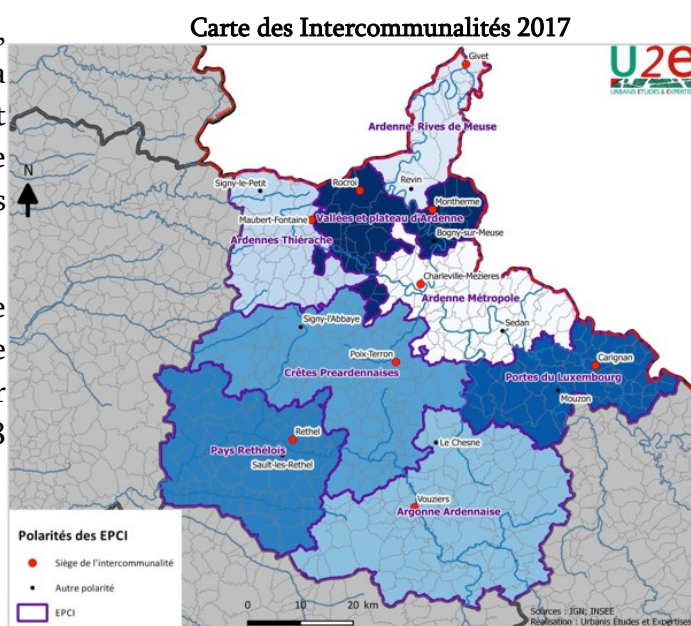 Carte des Intercommunalités 2017
U2e
URBANIS ETUDES & EXPERTISES
Givet
Ardenne, Rives de Meuse
N
Signy-le-Petit
Rocroi
Revin
Montherme
Maubert-Fontaine
Vallées et plateau d'Ardenne
Bogny-sur-Meuse
Ardennes Thiérache
Charleville-Mezieres
Ardenne Métropole
Signy-l'Abbaye
Sedan
Poix-Terron
Carignan
Crêtes Preardennaises
Portes du Luxembourg
Mouzon
Rethel
Le Chesne
Pays Rethélois
Sault-les-Rethel
Vouziers
Argonne Ardennaise
Polarités des EPCI
Siège de l'intercommunalité
Autre polarité
EPCI
0 10 20 km
Sources : IGN; INSEE
Réalisation : Urbanis Études et Expertises